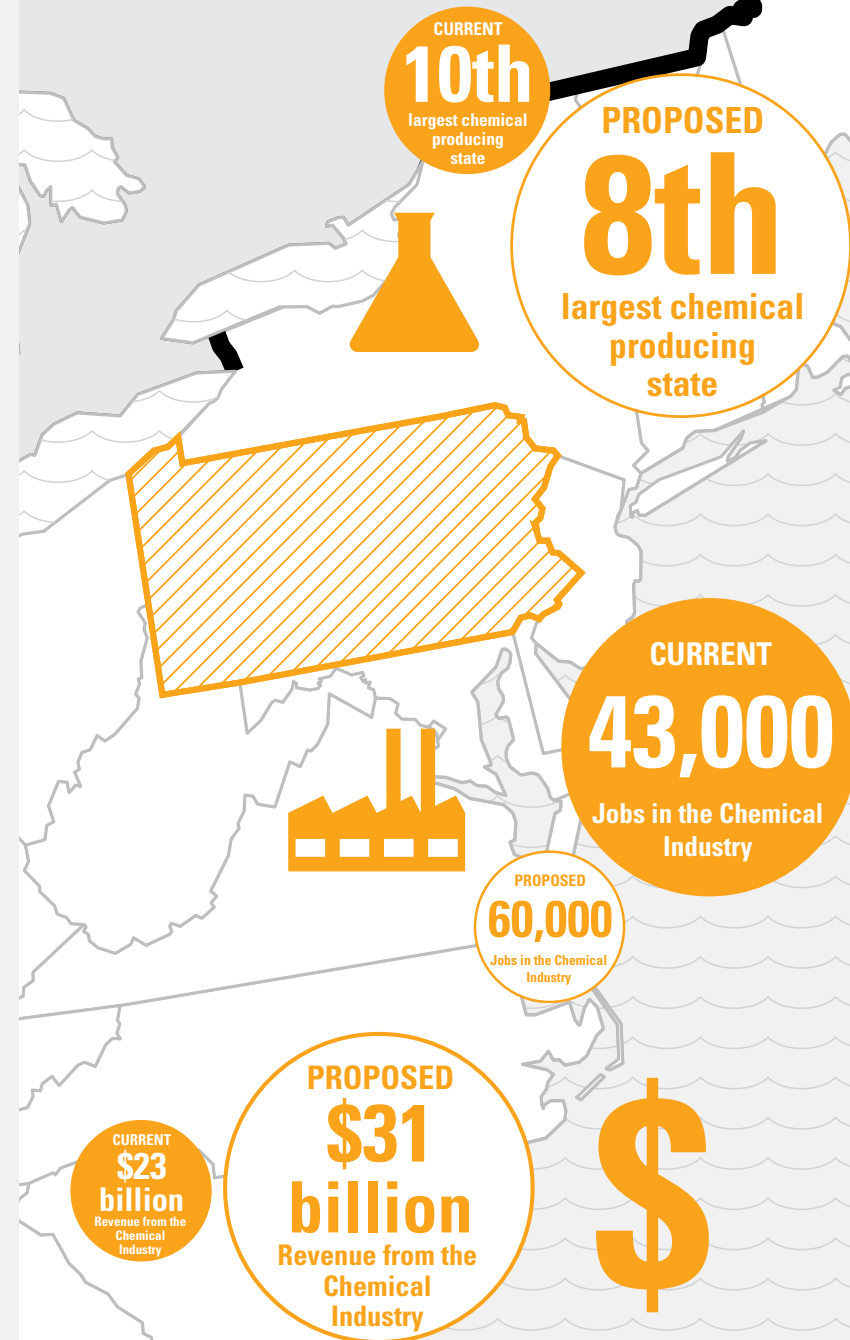 CURRENT
10th
largest chemical
producing
state
PROPOSED
8th
largest chemical
producing
state
CURRENT
43,000
Jobs in the Chemical
Industry
PROPOSED
60,000
Jobs in the Chemical
Industry
PROPOSED
$31
billion
Revenue from the
Chemical
Industry
CURRENT
$23
billion
Revenue from the
Chemical
Industry
$